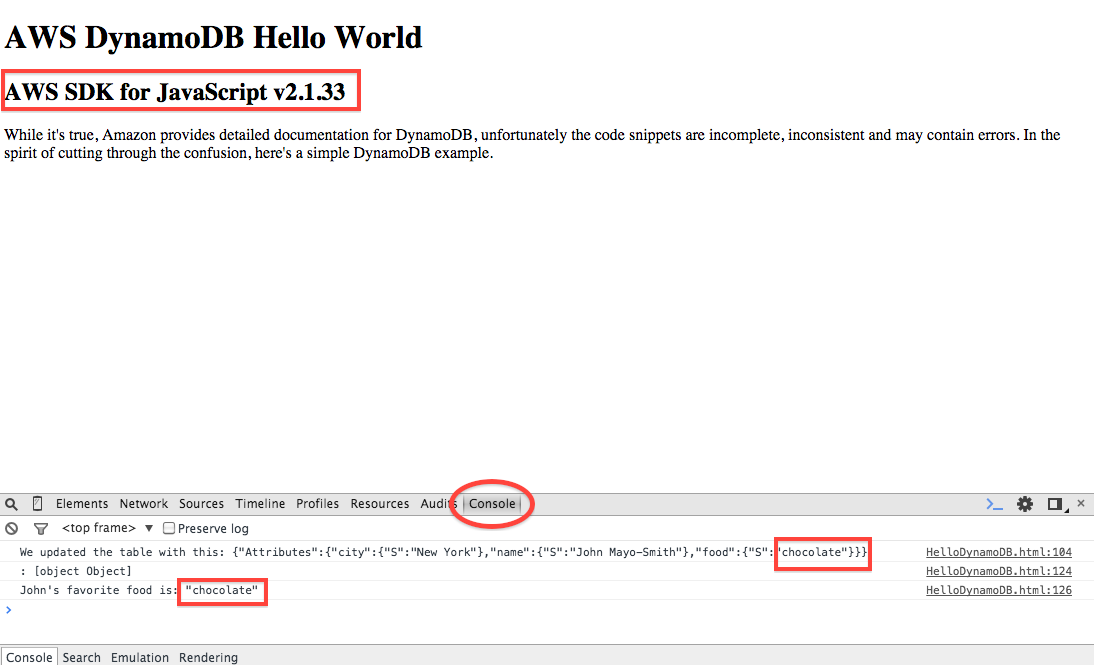 AWS DynamoDB Hello World
AWS SDK for JavaScript v2.1.33
While it's true, Amazon provides detailed documentation for DynamoDB, unfortunately the code snippets are incomplete, inconsistent and may contain errors. In the
spirit of cutting through the confusion, here's a simple DynamoDB example.
Elements Network Sources Timeline Profiles Resources Audits Console
<top frame> ▼ Preserve log
We updated the table with this: {"Attributes":{"city":{"S":"New York"},"name":{"S":"John Mayo-Smith"},"food":{"S":"chocolate"}}} HelloDynamoDB.html:104
: [object Object] HelloDynamoDB.html:124
John's favorite food is: "chocolate" HelloDynamoDB.html:126
>
Console Search Emulation Rendering